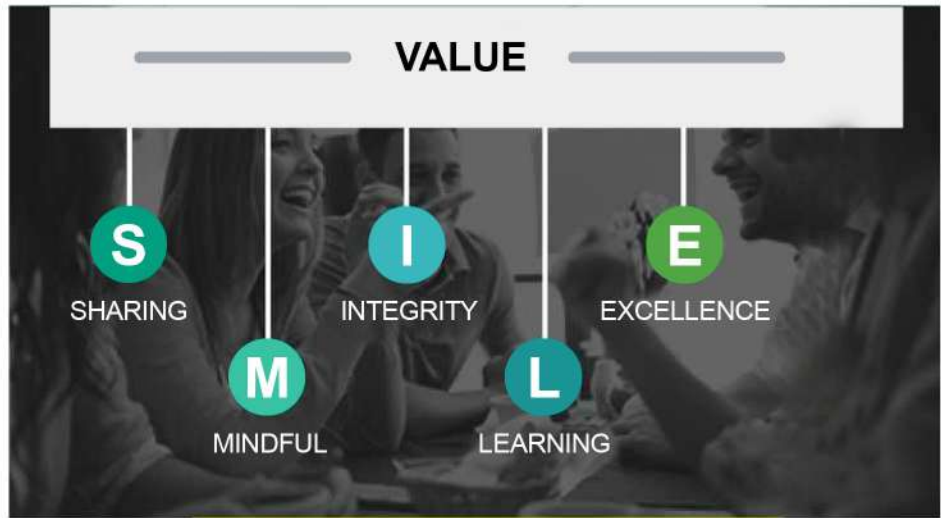 VALUE
S
SHARING
M
MINDFUL
I
INTEGRITY
L
LEARNING
E
EXCELLENCE